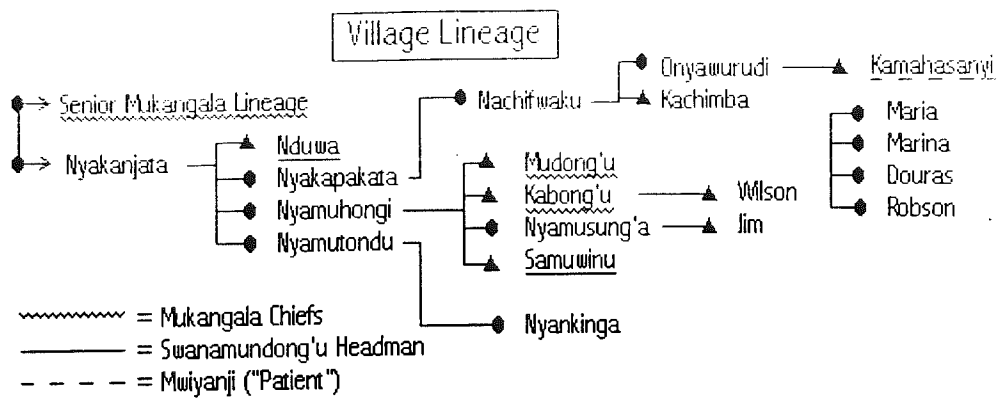 Village Lineage
Onyawurudi
Kamahasanyi
Senior Mukangala Lineage
Nachifwaku
Kachimba
Maria
Nyakanjata
Nduwa
Mudong'u
Marina
Nyakapakata
Kabong'u
Wilson
Douras
Nyamuhongi
Nyamusung'a
Jim
Robson
Nyamutondu
Samuwinu
Nyankinga
= Mukangala Chiefs
= Swanamundong'u Headman
= Mwiyanji ("Patient")